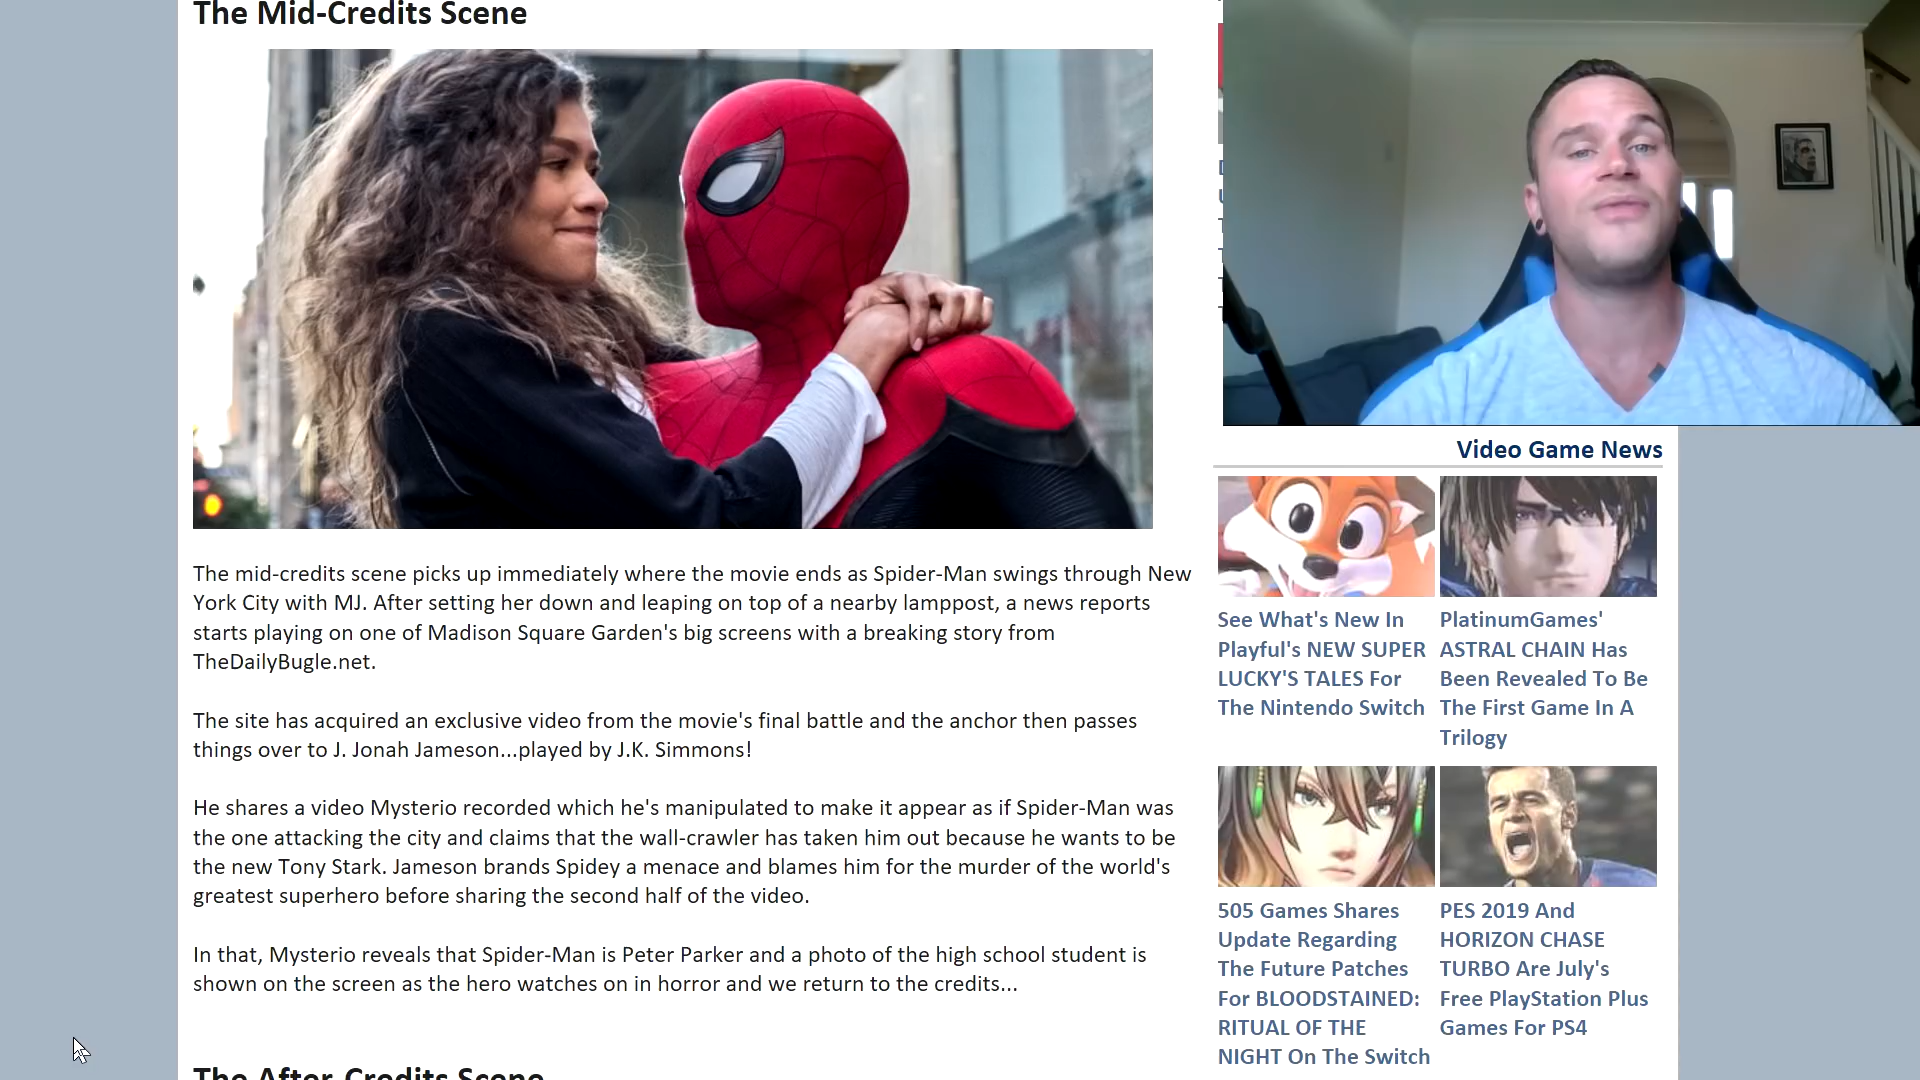 The Mid-Credits Scene
The mid-credits scene picks up immediately where the movie ends as Spider-Man swings through New
York City with MJ. After setting her down and leaping on top of a nearby lamppost, a news reports
starts playing on one of Madison Square Garden's big screens with a breaking story from
TheDailyBugle.net.
The site has acquired an exclusive video from the movie's final battle and the anchor then passes
things over to J. Jonah Jameson...played by J.K. Simmons!
He shares a video Mysterio recorded which he's manipulated to make it appear as if Spider-Man was
the one attacking the city and claims that the wall-crawler has taken him out because he wants to be
the new Tony Stark. Jameson brands Spidey a menace and blames him for the murder of the world's
greatest superhero before sharing the second half of the video.
In that, Mysterio reveals that Spider-Man is Peter Parker and a photo of the high school student is
shown on the screen as the hero watches on in horror and we return to the credits...
The After-Credits Scene
Video Game News
See What's New In
Playful's NEW SUPER
LUCKY'S TALES For
The Nintendo Switch
PlatinumGames'
ASTRAL CHAIN Has
Been Revealed To Be
The First Game In A
Trilogy
505 Games Shares
Update Regarding
The Future Patches
For BLOODSTAINED:
RITUAL OF THE
NIGHT On The Switch
PES 2019 And
HORIZON CHASE
TURBO Are July's
Free PlayStation Plus
Games For PS4